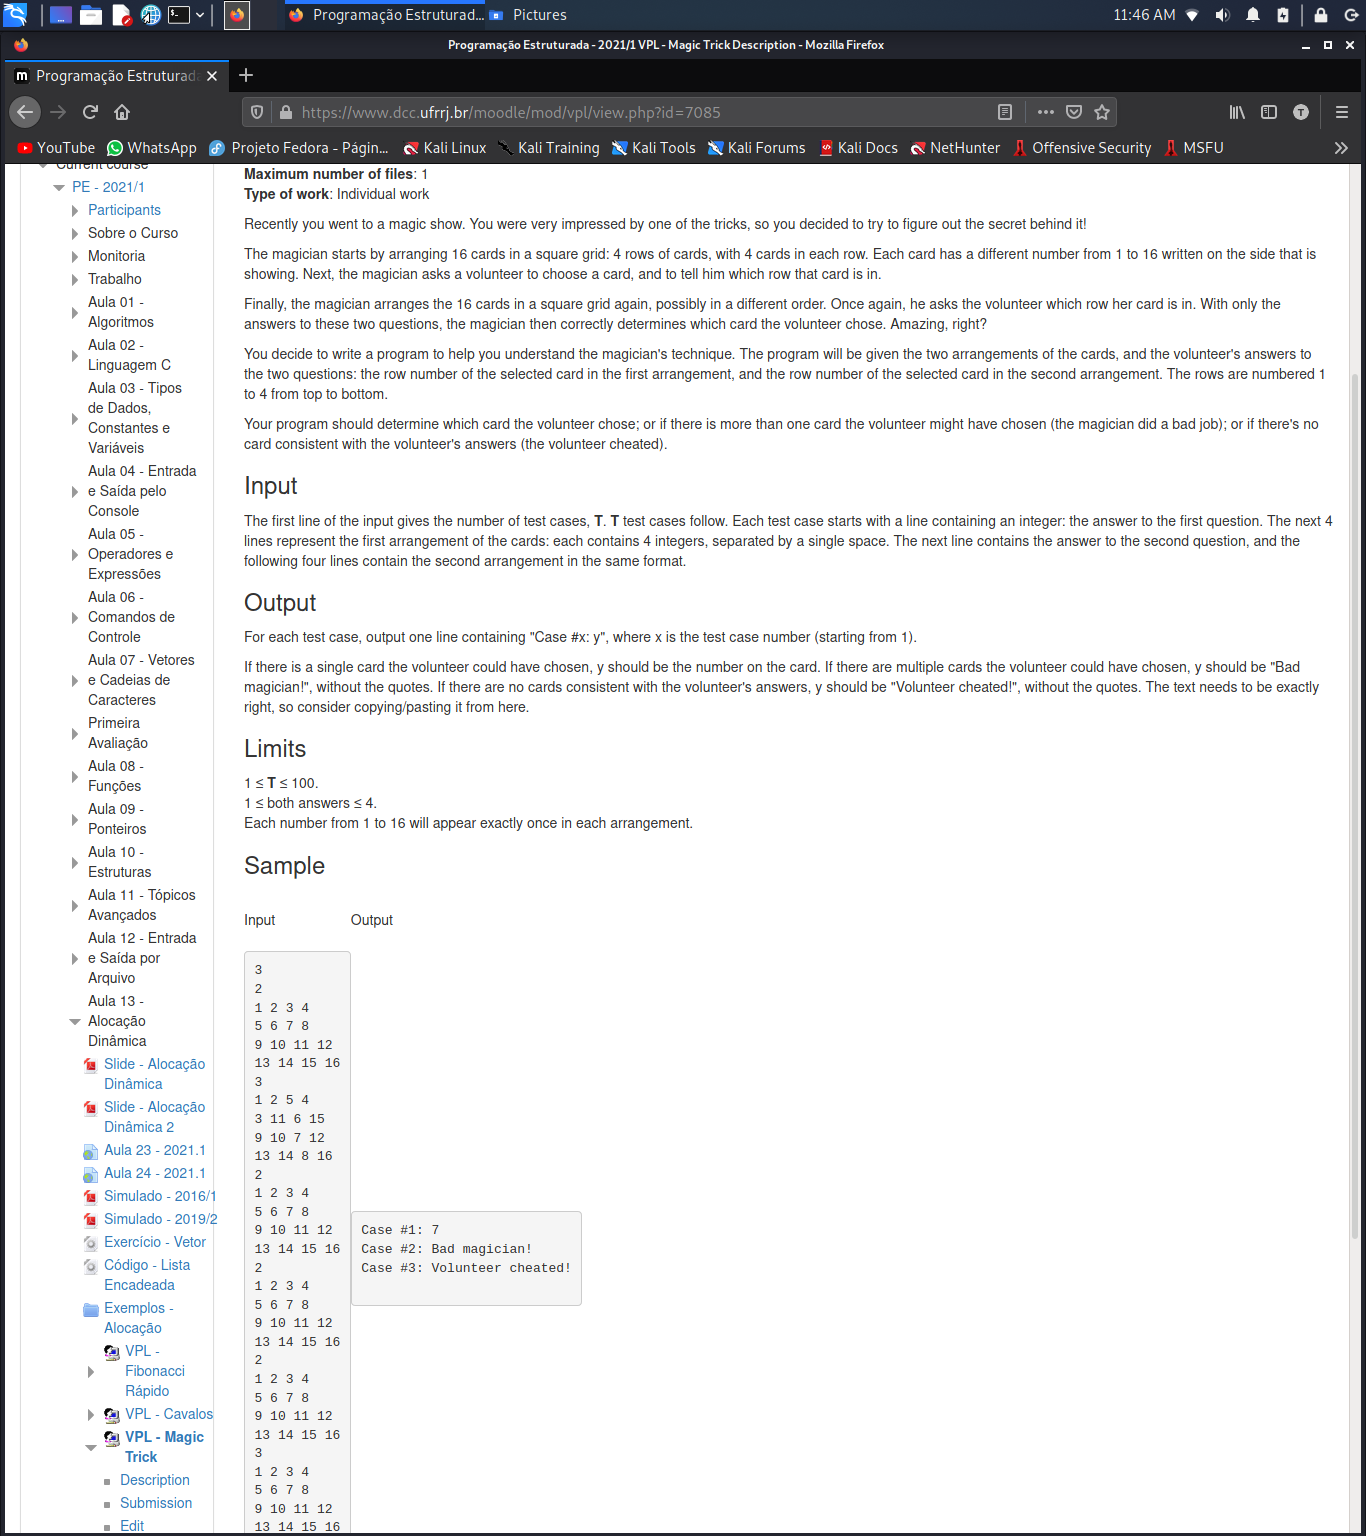 11:46 AM
Programação Estruturad...
Pictures
Programação Estruturada - 2021/1 VPL - Magic Trick Description - Mozilla Firefox
Programação Estruturad
https://www.dcc.ufrrj.br/moodle/mod/vpl/view.php?id=7085
YouTube
WhatsApp
Projeto Fedora - Págin...
Kali Linux
Kali Training
Kali Tools
Kali Forums
Kali Docs
NetHunter
Offensive Security
MSFU
Current course
PE - 2021/1
Participants
Sobre o Curso
Monitoria
Trabalho
Aula 01 -
Algoritmos
Aula 02 -
Linguagem C
Aula 03 - Tipos
de Dados,
Constantes e
Variáveis
Aula 04 - Entrada
e Saída pelo
Console
Aula 05 -
Operadores e
Expressões
Aula 06 -
Comandos de
Controle
Aula 07 - Vetores
e Cadeias de
Caracteres
Primeira
Avaliação
Aula 08 -
Funções
Aula 09 -
Ponteiros
Aula 10 -
Estruturas
Aula 11 - Tópicos
Avançados
Aula 12 - Entrada
e Saída por
Arquivo
Aula 13 -
Alocação
Dinâmica
Slide - Alocação
Dinâmica
Slide - Alocação
Dinâmica 2
Aula 23 - 2021.1
Aula 24 - 2021.1
Simulado - 2016/1
Simulado - 2019/2
Exercício - Vetor
Código - Lista
Encadeada
Exemplos -
Alocação
VPL -
Fibonacci
Rápido
VPL - Cavalos
VPL - Magic
Trick
Description
Submission
Edit
Maximum number of files: 1
Type of work: Individual work
Recently you went to a magic show. You were very impressed by one of the tricks, so you decided to try to figure out the secret behind it!
The magician starts by arranging 16 cards in a square grid: 4 rows of cards, with 4 cards in each row. Each card has a different number from 1 to 16 written on the side that is
showing. Next, the magician asks a volunteer to choose a card, and to tell him which row that card is in.
Finally, the magician arranges the 16 cards in a square grid again, possibly in a different order. Once again, he asks the volunteer which row her card is in. With only the
answers to these two questions, the magician then correctly determines which card the volunteer chose. Amazing, right?
You decide to write a program to help you understand the magician's technique. The program will be given the two arrangements of the cards, and the volunteer's answers to
the two questions: the row number of the selected card in the first arrangement, and the row number of the selected card in the second arrangement. The rows are numbered 1
to 4 from top to bottom.
Your program should determine which card the volunteer chose; or if there is more than one card the volunteer might have chosen (the magician did a bad job); or if there's no
card consistent with the volunteer's answers (the volunteer cheated).
Input
The first line of the input gives the number of test cases, T. T test cases follow. Each test case starts with a line containing an integer: the answer to the first question. The next 4
lines represent the first arrangement of the cards: each contains 4 integers, separated by a single space. The next line contains the answer to the second question, and the
following four lines contain the second arrangement in the same format.
Output
For each test case, output one line containing "Case #x: y", where x is the test case number (starting from 1).
If there is a single card the volunteer could have chosen, y should be the number on the card. If there are multiple cards the volunteer could have chosen, y should be "Bad
magician!", without the quotes. If there are no cards consistent with the volunteer's answers, y should be "Volunteer cheated!", without the quotes. The text needs to be exactly
right, so consider copying/pasting it from here.
Limits
1 ≤ T ≤ 100.
1 ≤ both answers ≤ 4.
Each number from 1 to 16 will appear exactly once in each arrangement.
Sample
Input
Output
3
2
1 2 3 4
5 6 7 8
9 10 11 12
13 14 15 16
3
1 2 5 4
3 11 6 15
9 10 7 12
13 14 8 16
2
1 2 3 4
5 6 7 8
9 10 11 12
13 14 15 16
2
1 2 3 4
5 6 7 8
9 10 11 12
13 14 15 16
2
1 2 3 4
5 6 7 8
9 10 11 12
13 14 15 16
3
1 2 3 4
5 6 7 8
9 10 11 12
13 14 15 16
Case #1: 7
Case #2: Bad magician!
Case #3: Volunteer cheated!